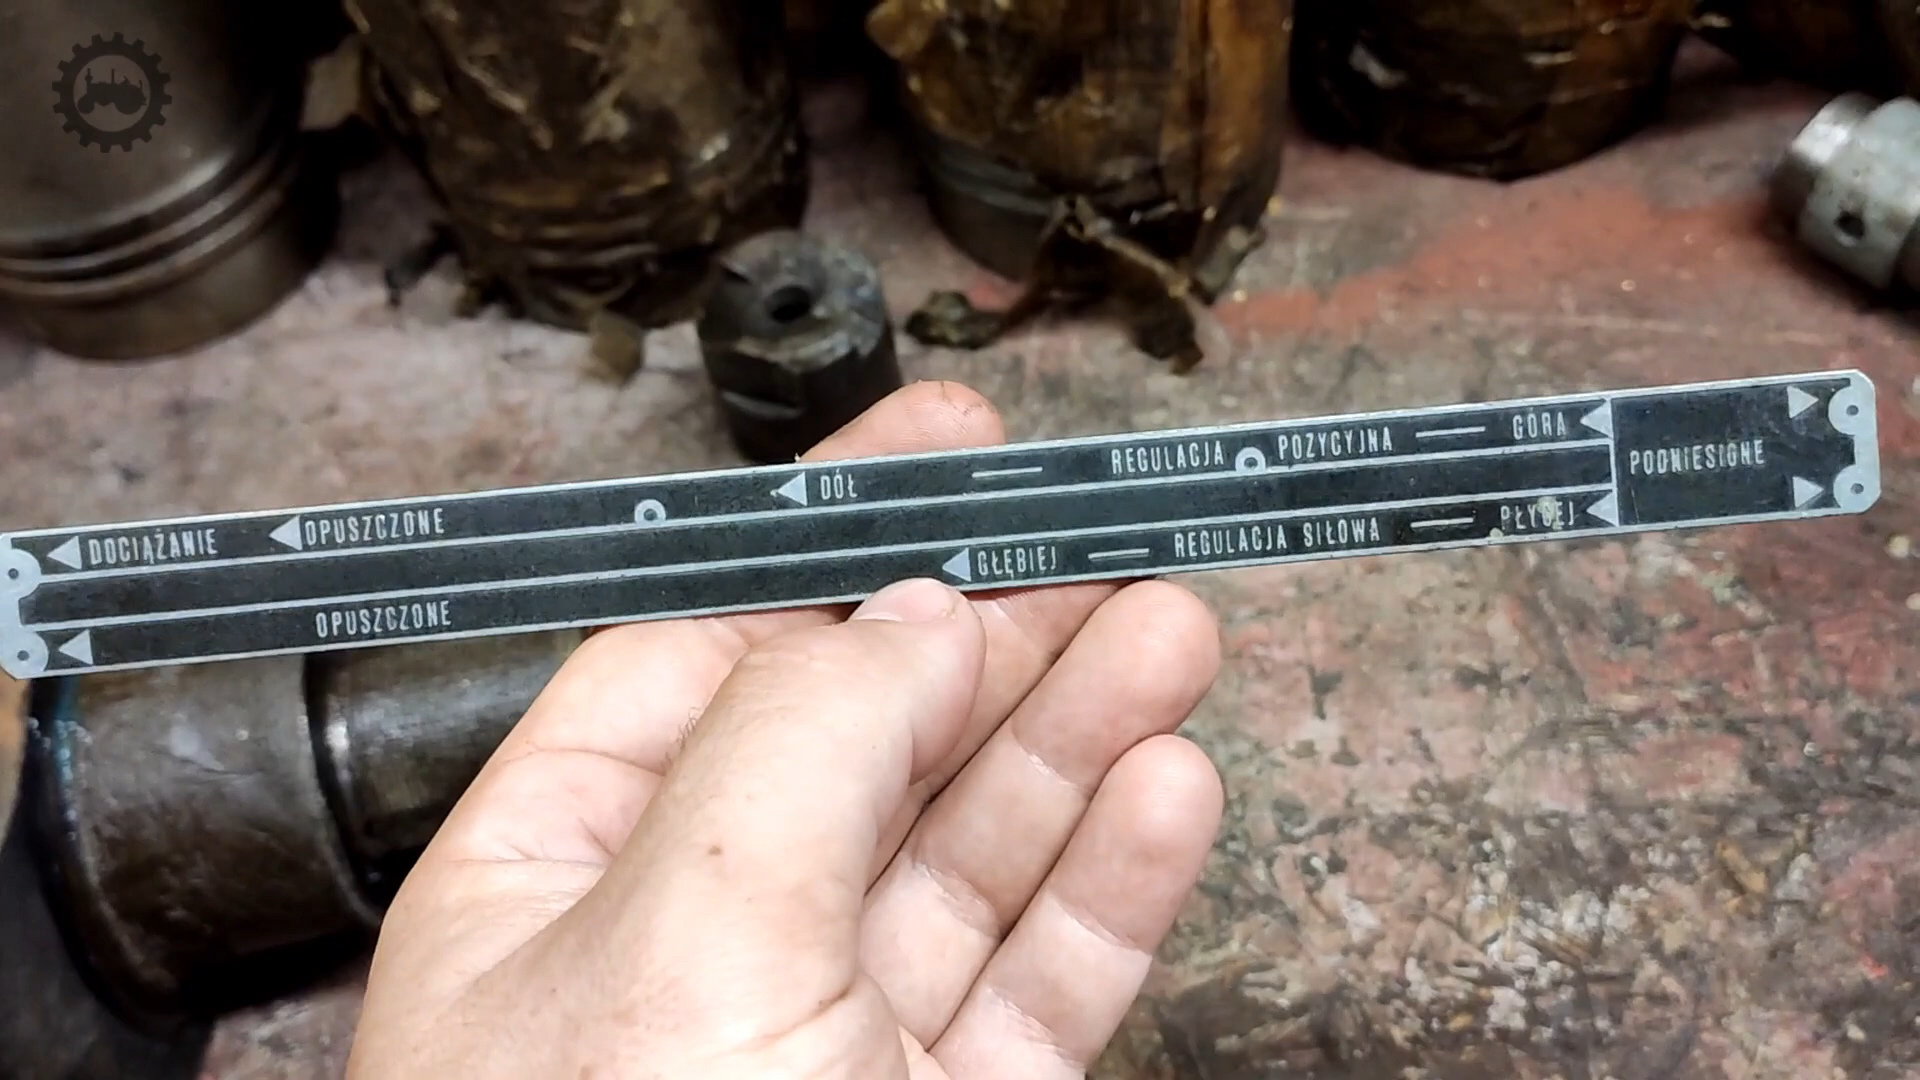 DOCIĄŻANIE OPUSZCZONE DÓŁ — REGULACJA POZYCYJNA — GÓRA
PODNIESIONE
OPUSZCZONE GŁĘBIEJ — REGULACJA SIŁOWA — PŁYCEJ